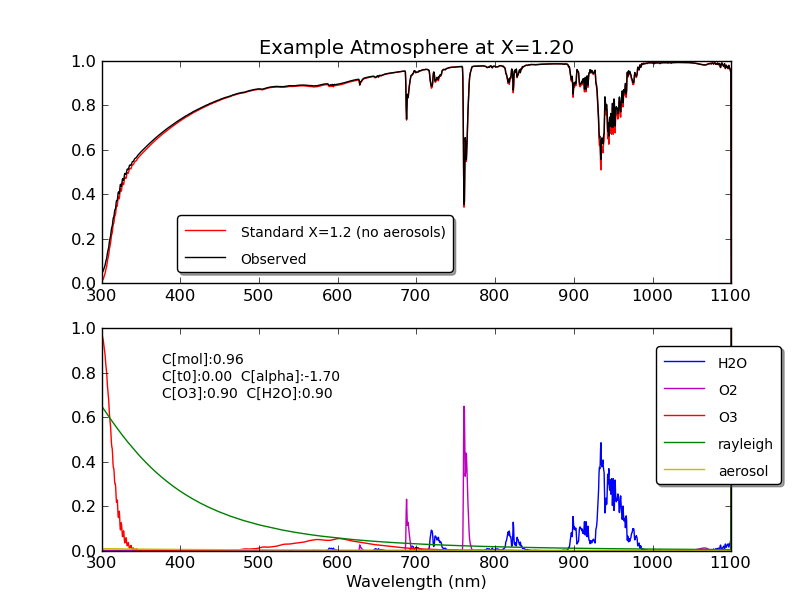 Example Atmosphere at X=1.20
1.0
0.8
0.6
0.4
0.2
0.0
Standard X=1.2 (no aerosols)
Observed
300 400 500 600 700 800 900 1000 1100
1.0
0.8
0.6
0.4
0.2
0.0
C[mol]:0.96
C[t0]:0.00 C[alpha]:-1.70
C[O3]:0.90 C[H2O]:0.90
H2O
O2
O3
rayleigh
aerosol
300 400 500 600 700 800 900 1000 1100
Wavelength (nm)